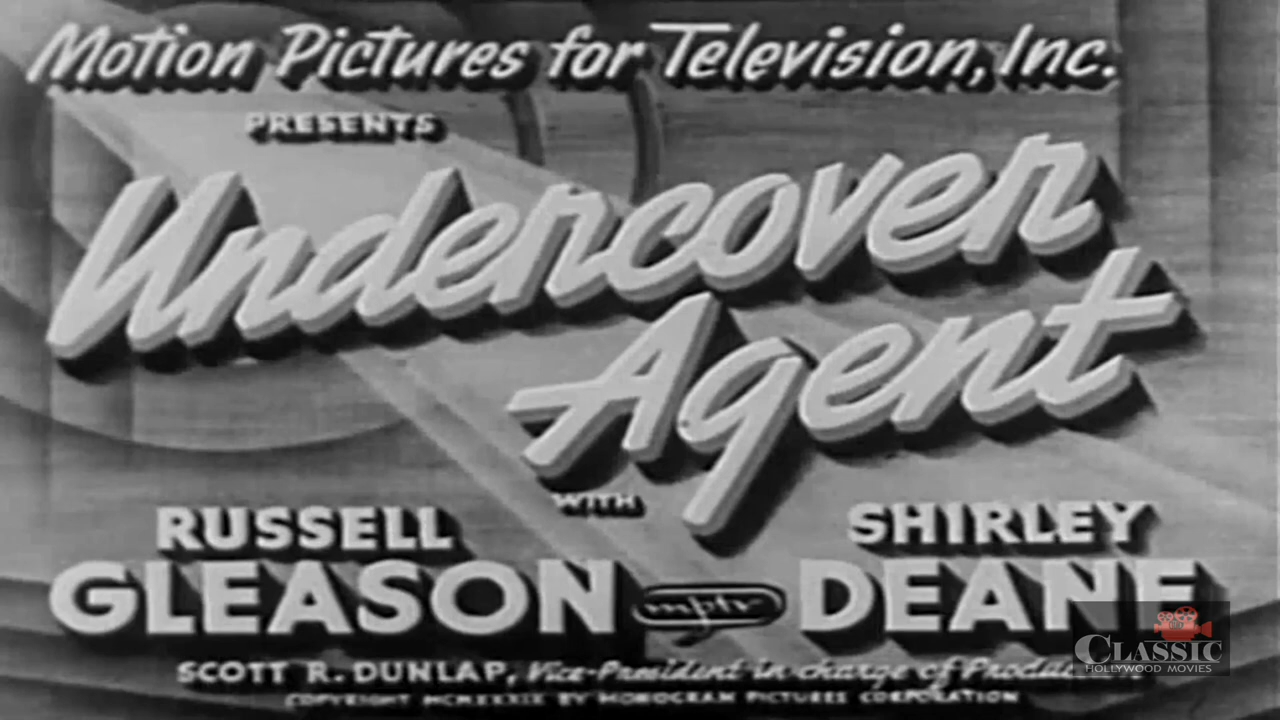 Motion Pictures for Television, Inc.
PRESENTS
Undercover
Agent
WITH
RUSSELL
GLEASON
SHIRLEY
DEANE
mptv
SCOTT R. DUNLAP, Vice-President in charge of
COPYRIGHT MCMXXXIX BY MONOGRAM PICTURES CORPORATION
CLASSIC
HOLLYWOOD MOVIES